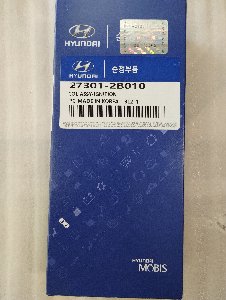 HYUNDAI
HYUNDAI
순정부품
27301-2B010
COIL ASSY-IGNITION
MADE IN KOREA
HYUNDAI
MOBIS